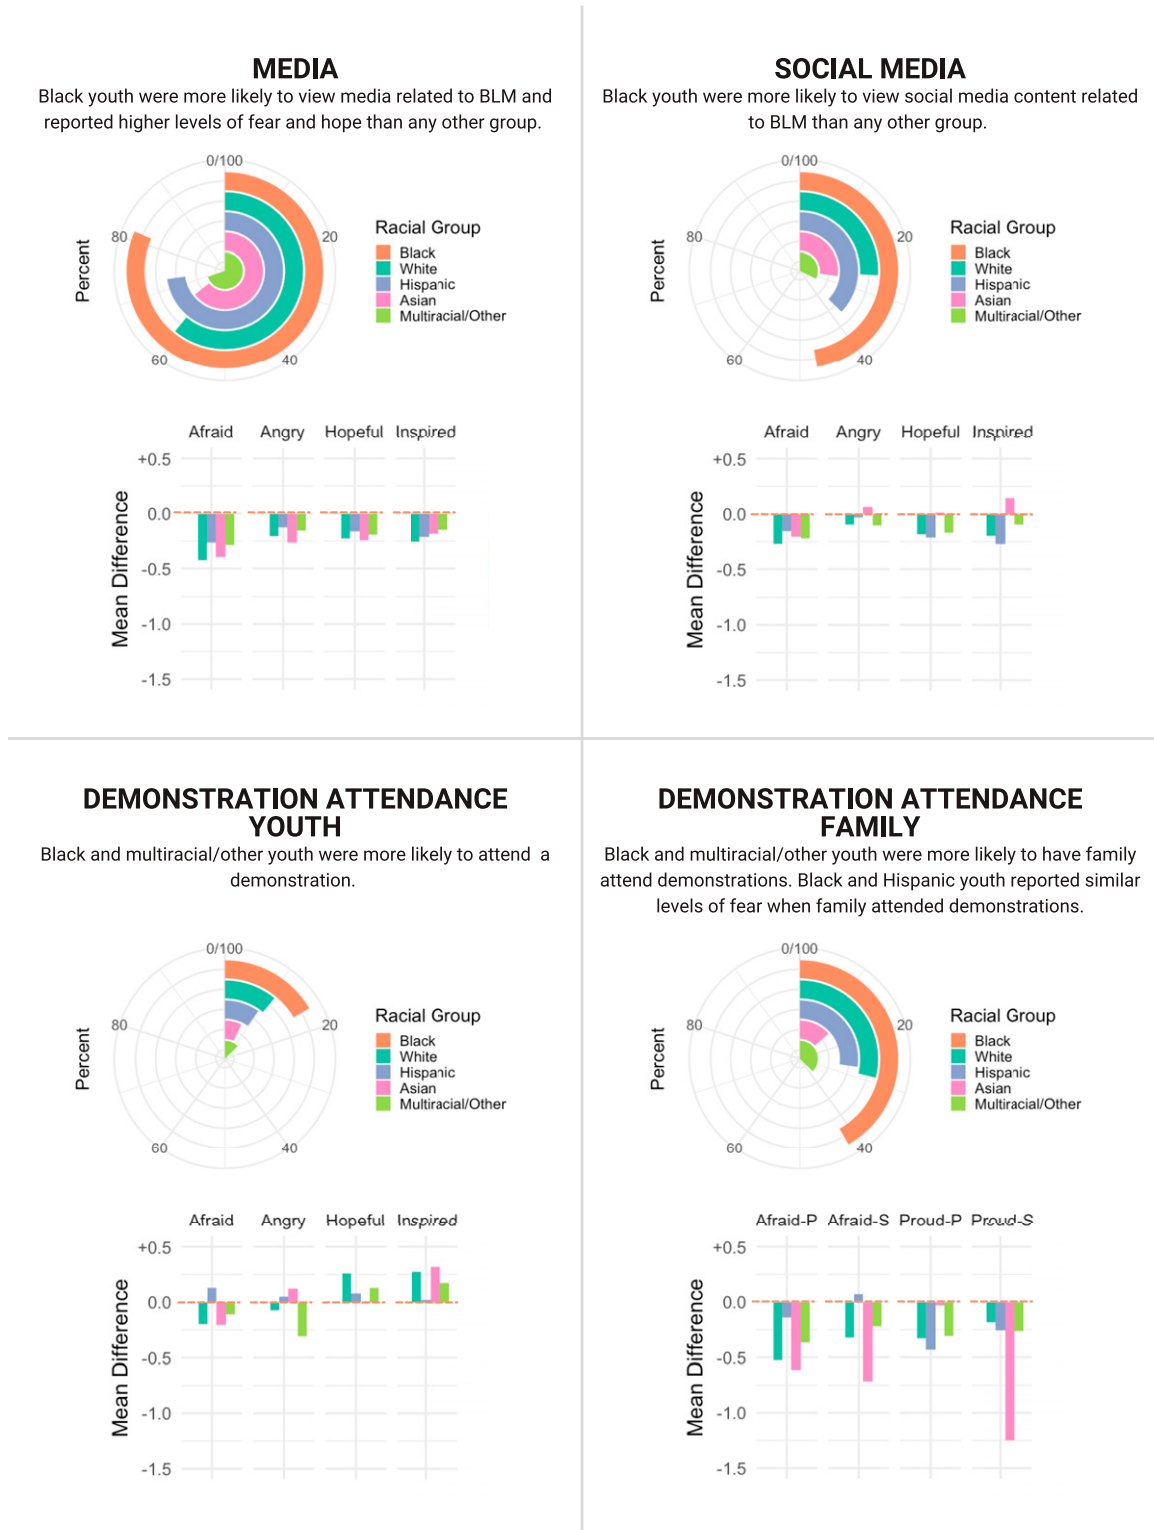 MEDIA
Black youth were more likely to view media related to BLM and
reported higher levels of fear and hope than any other group.
0/100
20
40
60
80
Percent
Racial Group
Black
White
Hispanic
Asian
Multiracial/Other
Afraid Angry Hopeful Inspired
+0.5
0.0
-0.5
-1.0
-1.5
Mean Difference
SOCIAL MEDIA
Black youth were more likely to view social media content related
to BLM than any other group.
0/100
20
40
60
80
Percent
Racial Group
Black
White
Hispanic
Asian
Multiracial/Other
Afraid Angry Hopeful Inspired
+0.5
0.0
-0.5
-1.0
-1.5
Mean Difference
DEMONSTRATION ATTENDANCE
YOUTH
Black and multiracial/other youth were more likely to attend a
demonstration.
0/100
20
40
60
80
Percent
Racial Group
Black
White
Hispanic
Asian
Multiracial/Other
Afraid Angry Hopeful Inspired
+0.5
0.0
-0.5
-1.0
-1.5
Mean Difference
DEMONSTRATION ATTENDANCE
FAMILY
Black and multiracial/other youth were more likely to have family
attend demonstrations. Black and Hispanic youth reported similar
levels of fear when family attended demonstrations.
0/100
20
40
60
80
Percent
Racial Group
Black
White
Hispanic
Asian
Multiracial/Other
Afraid-P Afraid-S Proud-P Proud-S
+0.5
0.0
-0.5
-1.0
-1.5
Mean Difference